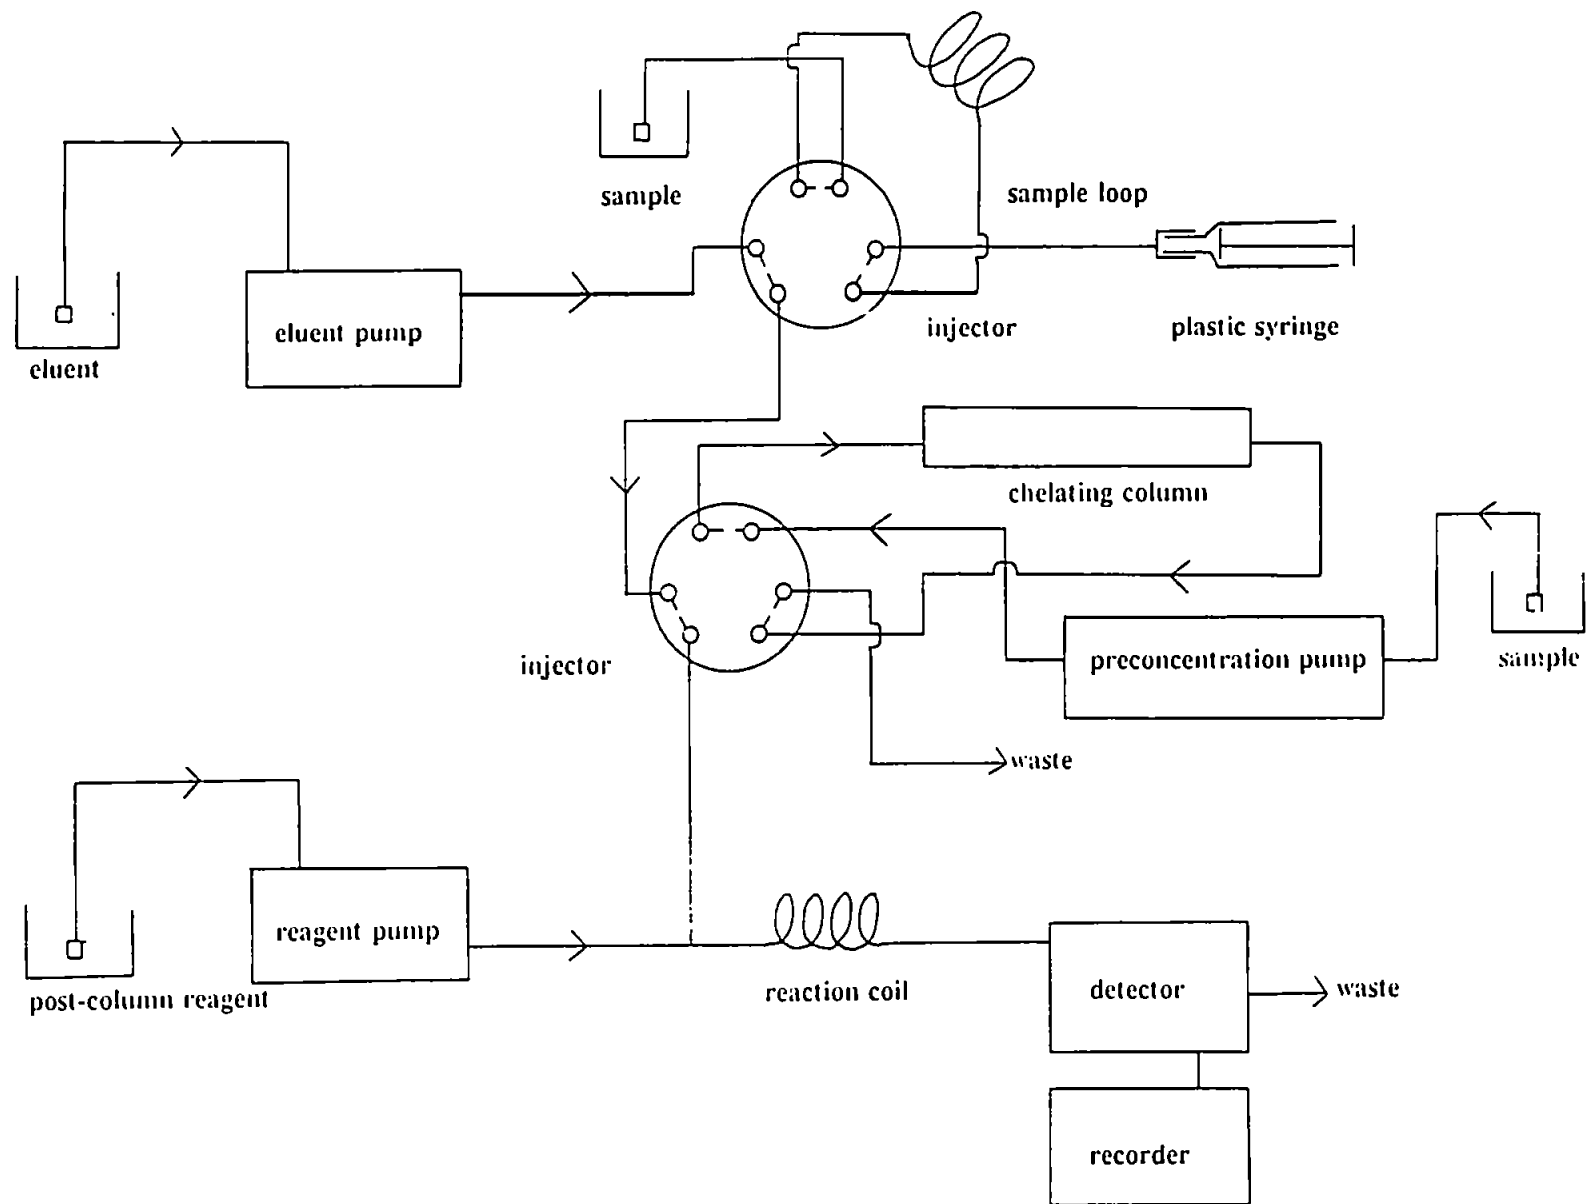 sample
sample loop
injector
plastic syringe
eluent pump
eluent
chelating column
injector
preconcentration pump
sample
waste
reagent pump
post-column reagent
reaction coil
detector
waste
recorder